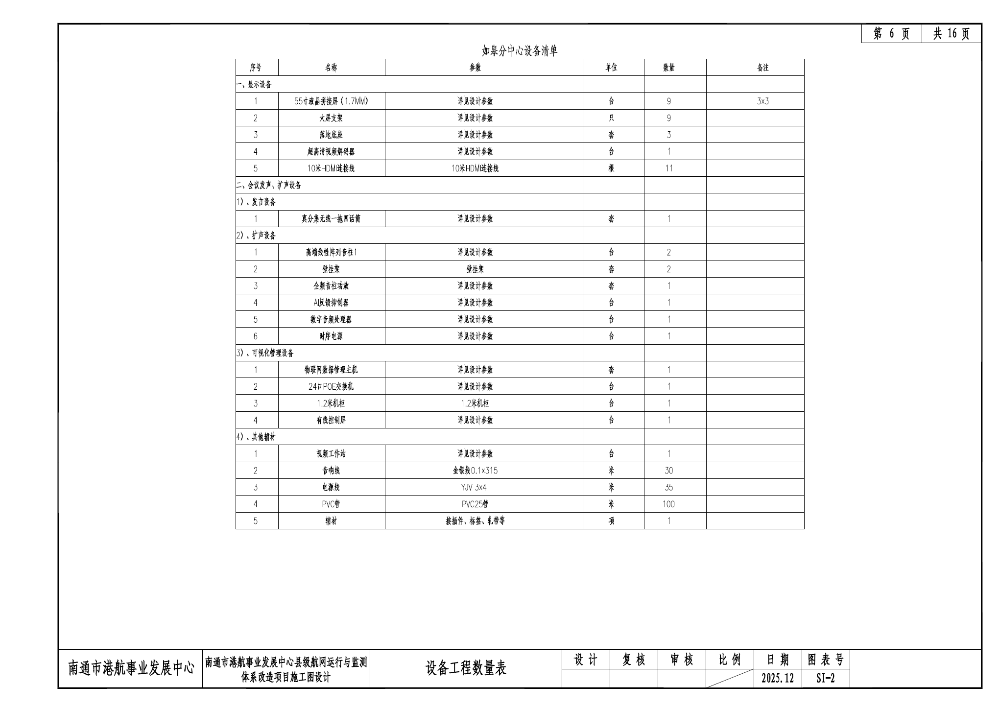 第 6 页 共 16 页
如皋分中心设备清单
序号 名称 参数 单位 数量 备注
一、显示设备
1 55寸液晶拼接屏（1.7MM） 详见设计参数 台 9 3×3
2 大屏支架 详见设计参数 只 9
3 落地底座 详见设计参数 套 3
4 超高清视频解码器 详见设计参数 台 1
5 10米HDMI连接线 10米HDMI连接线 根 11
二、会议发声、扩声设备
1）、发言设备
1 真分集无线一拖四话筒 详见设计参数 套 1
2）、扩声设备
1 高端线性阵列音柱1 详见设计参数 台 2
2 壁挂架 壁挂架 套 2
3 全频音柱功放 详见设计参数 套 1
4 AI反馈抑制器 详见设计参数 台 1
5 数字音频处理器 详见设计参数 台 1
6 时序电源 详见设计参数 台 1
3）、可视化管理设备
1 物联网数据管理主机 详见设计参数 套 1
2 24口POE交换机 详见设计参数 台 1
3 1.2米机柜 1.2米机柜 台 1
4 有线控制屏 详见设计参数 台 1
4）、其他辅材
1 视频工作站 详见设计参数 台 1
2 音响线 金银线0.1×315 米 30
3 电源线 YJV 3×4 米 35
4 PVC管 PVC25管 米 100
5 辅材 接插件、标签、轧带等 项 1
南通市港航事业发展中心
南通市港航事业发展中心县级航网运行与监测
体系改造项目施工图设计
设备工程数量表
设计 复核 审核 比例 日期 图表号
2025.12 SI-2